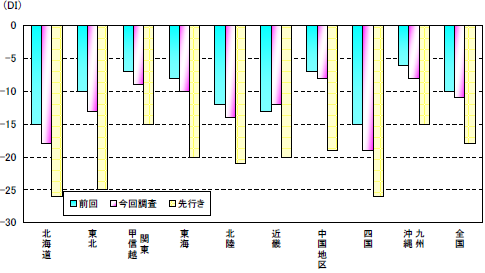 (DI)
0
-5
-10
-15
-20
-25
-30
前回 今回調査 先行き
北海道
東北
関東
甲信越
東海
北陸
近畿
中国地区
四国
九州
沖縄
全国